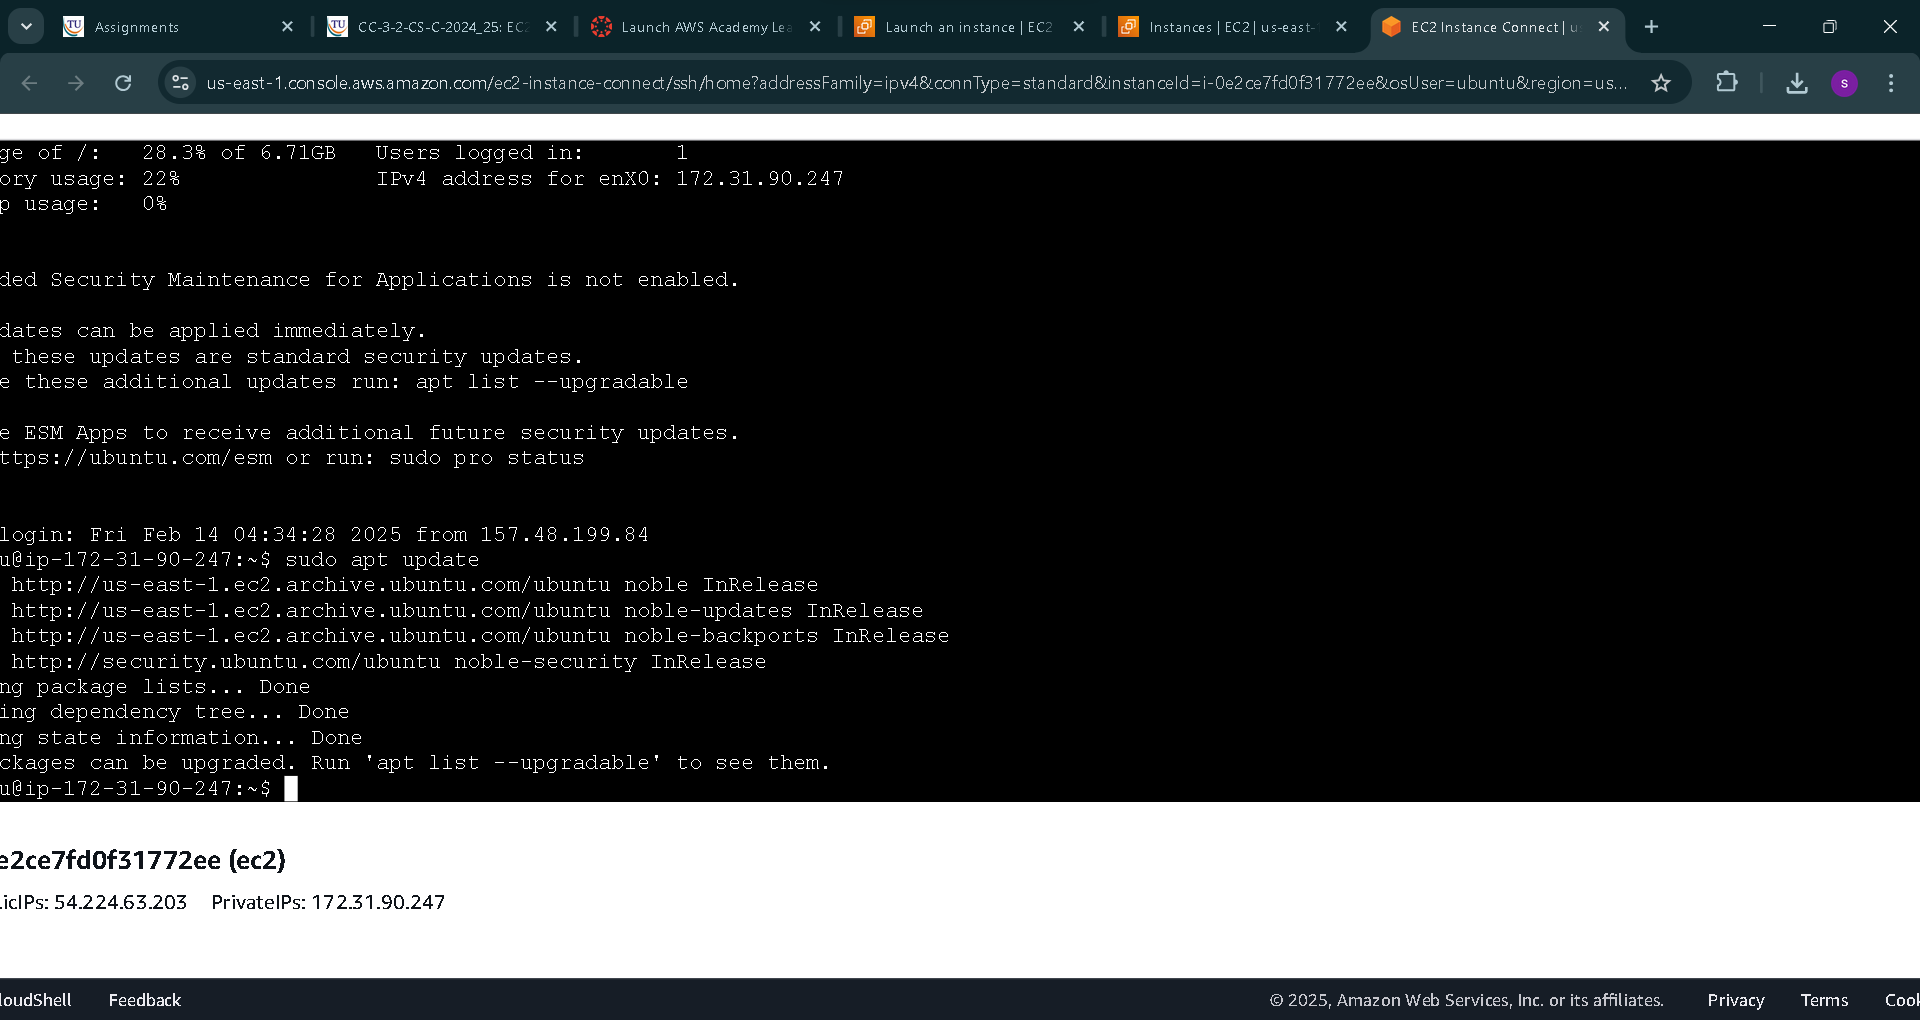 Assignments
CC-3-2-CS-C-2024_25: EC2
Launch AWS Academy Lea
Launch an instance | EC2
Instances | EC2 | us-east-1
EC2 Instance Connect | us
us-east-1.console.aws.amazon.com/ec2-instance-connect/ssh/home?addressFamily=ipv4&connType=standard&instanceId=i-0e2ce7fd0f31772ee&osUser=ubuntu&region=us...
S
ge of /: 28.3% of 6.71GB Users logged in: 1
ory usage: 22% IPv4 address for enX0: 172.31.90.247
p usage: 0%
ded Security Maintenance for Applications is not enabled.
dates can be applied immediately.
these updates are standard security updates.
e these additional updates run: apt list --upgradable
e ESM Apps to receive additional future security updates.
ttps://ubuntu.com/esm or run: sudo pro status
login: Fri Feb 14 04:34:28 2025 from 157.48.199.84
u@ip-172-31-90-247:~$ sudo apt update
http://us-east-1.ec2.archive.ubuntu.com/ubuntu noble InRelease
http://us-east-1.ec2.archive.ubuntu.com/ubuntu noble-updates InRelease
http://us-east-1.ec2.archive.ubuntu.com/ubuntu noble-backports InRelease
http://security.ubuntu.com/ubuntu noble-security InRelease
ng package lists... Done
ing dependency tree... Done
ng state information... Done
ckages can be upgraded. Run 'apt list --upgradable' to see them.
u@ip-172-31-90-247:~$
e2ce7fd0f31772ee (ec2)
licIPs: 54.224.63.203 PrivateIPs: 172.31.90.247
loudShell Feedback © 2025, Amazon Web Services, Inc. or its affiliates. Privacy Terms Cook